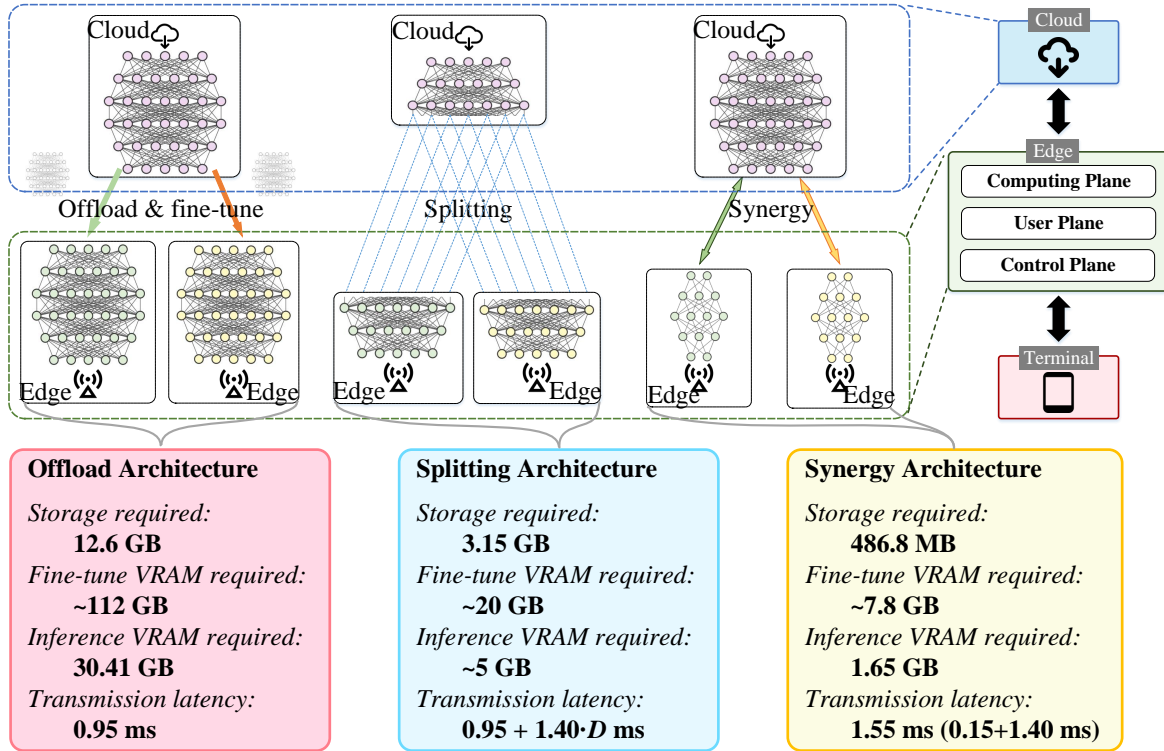 Cloud
Cloud
Cloud
Cloud
Edge
Computing Plane
User Plane
Control Plane
Terminal
Offload & fine-tune
Splitting
Synergy
Edge
Edge
Edge
Edge
Edge
Edge
Offload Architecture
Storage required:
12.6 GB
Fine-tune VRAM required:
~112 GB
Inference VRAM required:
30.41 GB
Transmission latency:
0.95 ms
Splitting Architecture
Storage required:
3.15 GB
Fine-tune VRAM required:
~20 GB
Inference VRAM required:
~5 GB
Transmission latency:
0.95 + 1.40·D ms
Synergy Architecture
Storage required:
486.8 MB
Fine-tune VRAM required:
~7.8 GB
Inference VRAM required:
1.65 GB
Transmission latency:
1.55 ms (0.15+1.40 ms)